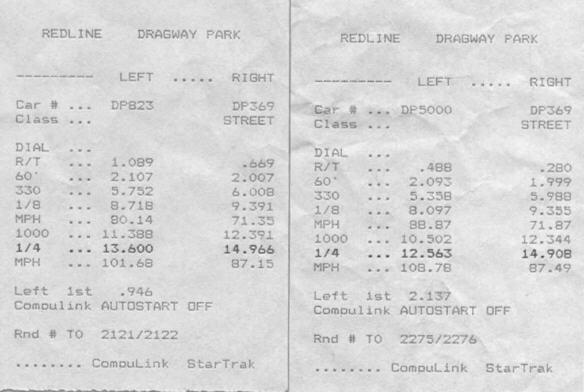 REDLINE DRAGWAY PARK
--------- LEFT ..... RIGHT
Car # ... DP823 DP369
Class ... STREET
DIAL ...
R/T ... 1.089 .669
60' ... 2.107 2.007
330 ... 5.752 6.008
1/8 ... 8.718 9.391
MPH ... 80.14 71.35
1000 ... 11.388 12.391
1/4 ... 13.600 14.966
MPH ... 101.68 87.15
Left 1st .946
Compulink AUTOSTART OFF
Rnd # TO 2121/2122
........ CompuLink StarTrak
REDLINE DRAGWAY PARK
--------- LEFT ..... RIGHT
Car # ... DP5000 DP369
Class ... STREET
DIAL ...
R/T ... .488 .280
60' ... 2.093 1.999
330 ... 5.358 5.988
1/8 ... 8.097 9.355
MPH ... 88.87 71.87
1000 ... 10.502 12.344
1/4 ... 12.563 14.908
MPH ... 108.78 87.49
Left 1st 2.137
Compulink AUTOSTART OFF
Rnd # TO 2275/2276
........ CompuLink StarTrak